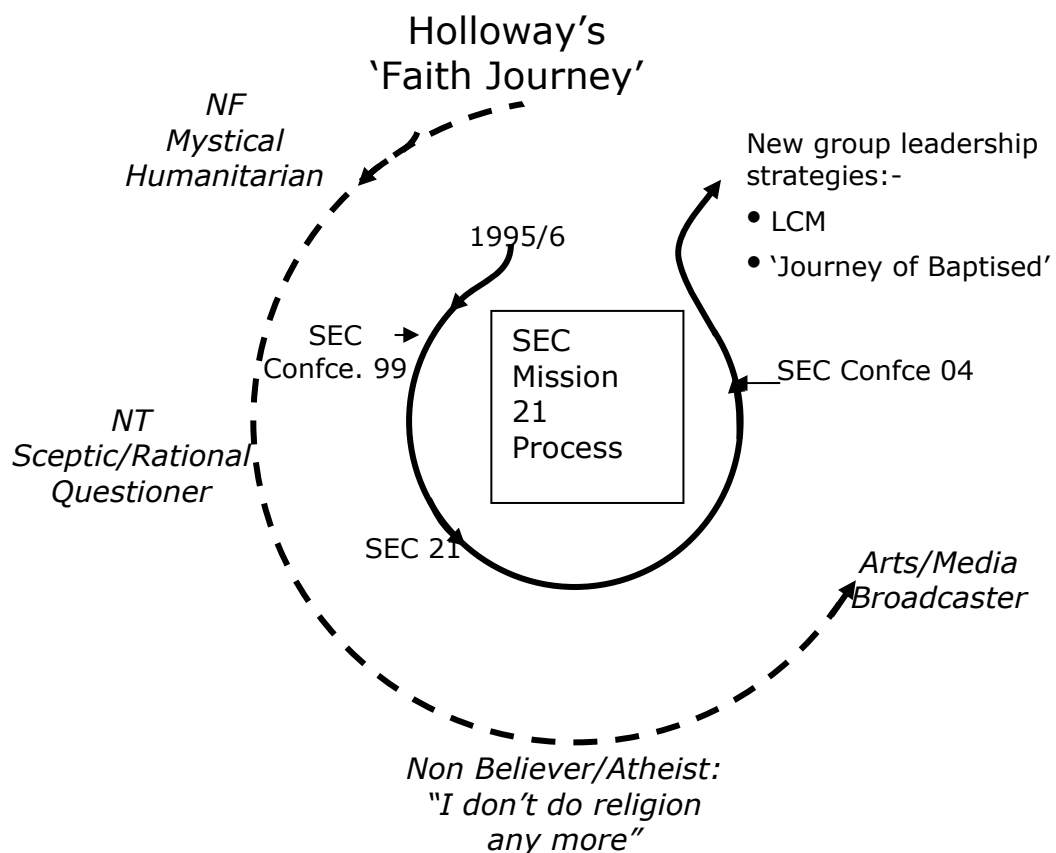 Holloway’s
‘Faith Journey’
NF
Mystical
Humanitarian
New group leadership
strategies:-
• LCM
• ‘Journey of Baptised’
1995/6
SEC
Confce. 99
SEC
Mission
21
Process
SEC Confce 04
NT
Sceptic/Rational
Questioner
SEC 21
Arts/Media
Broadcaster
Non Believer/Atheist:
“I don’t do religion
any more”